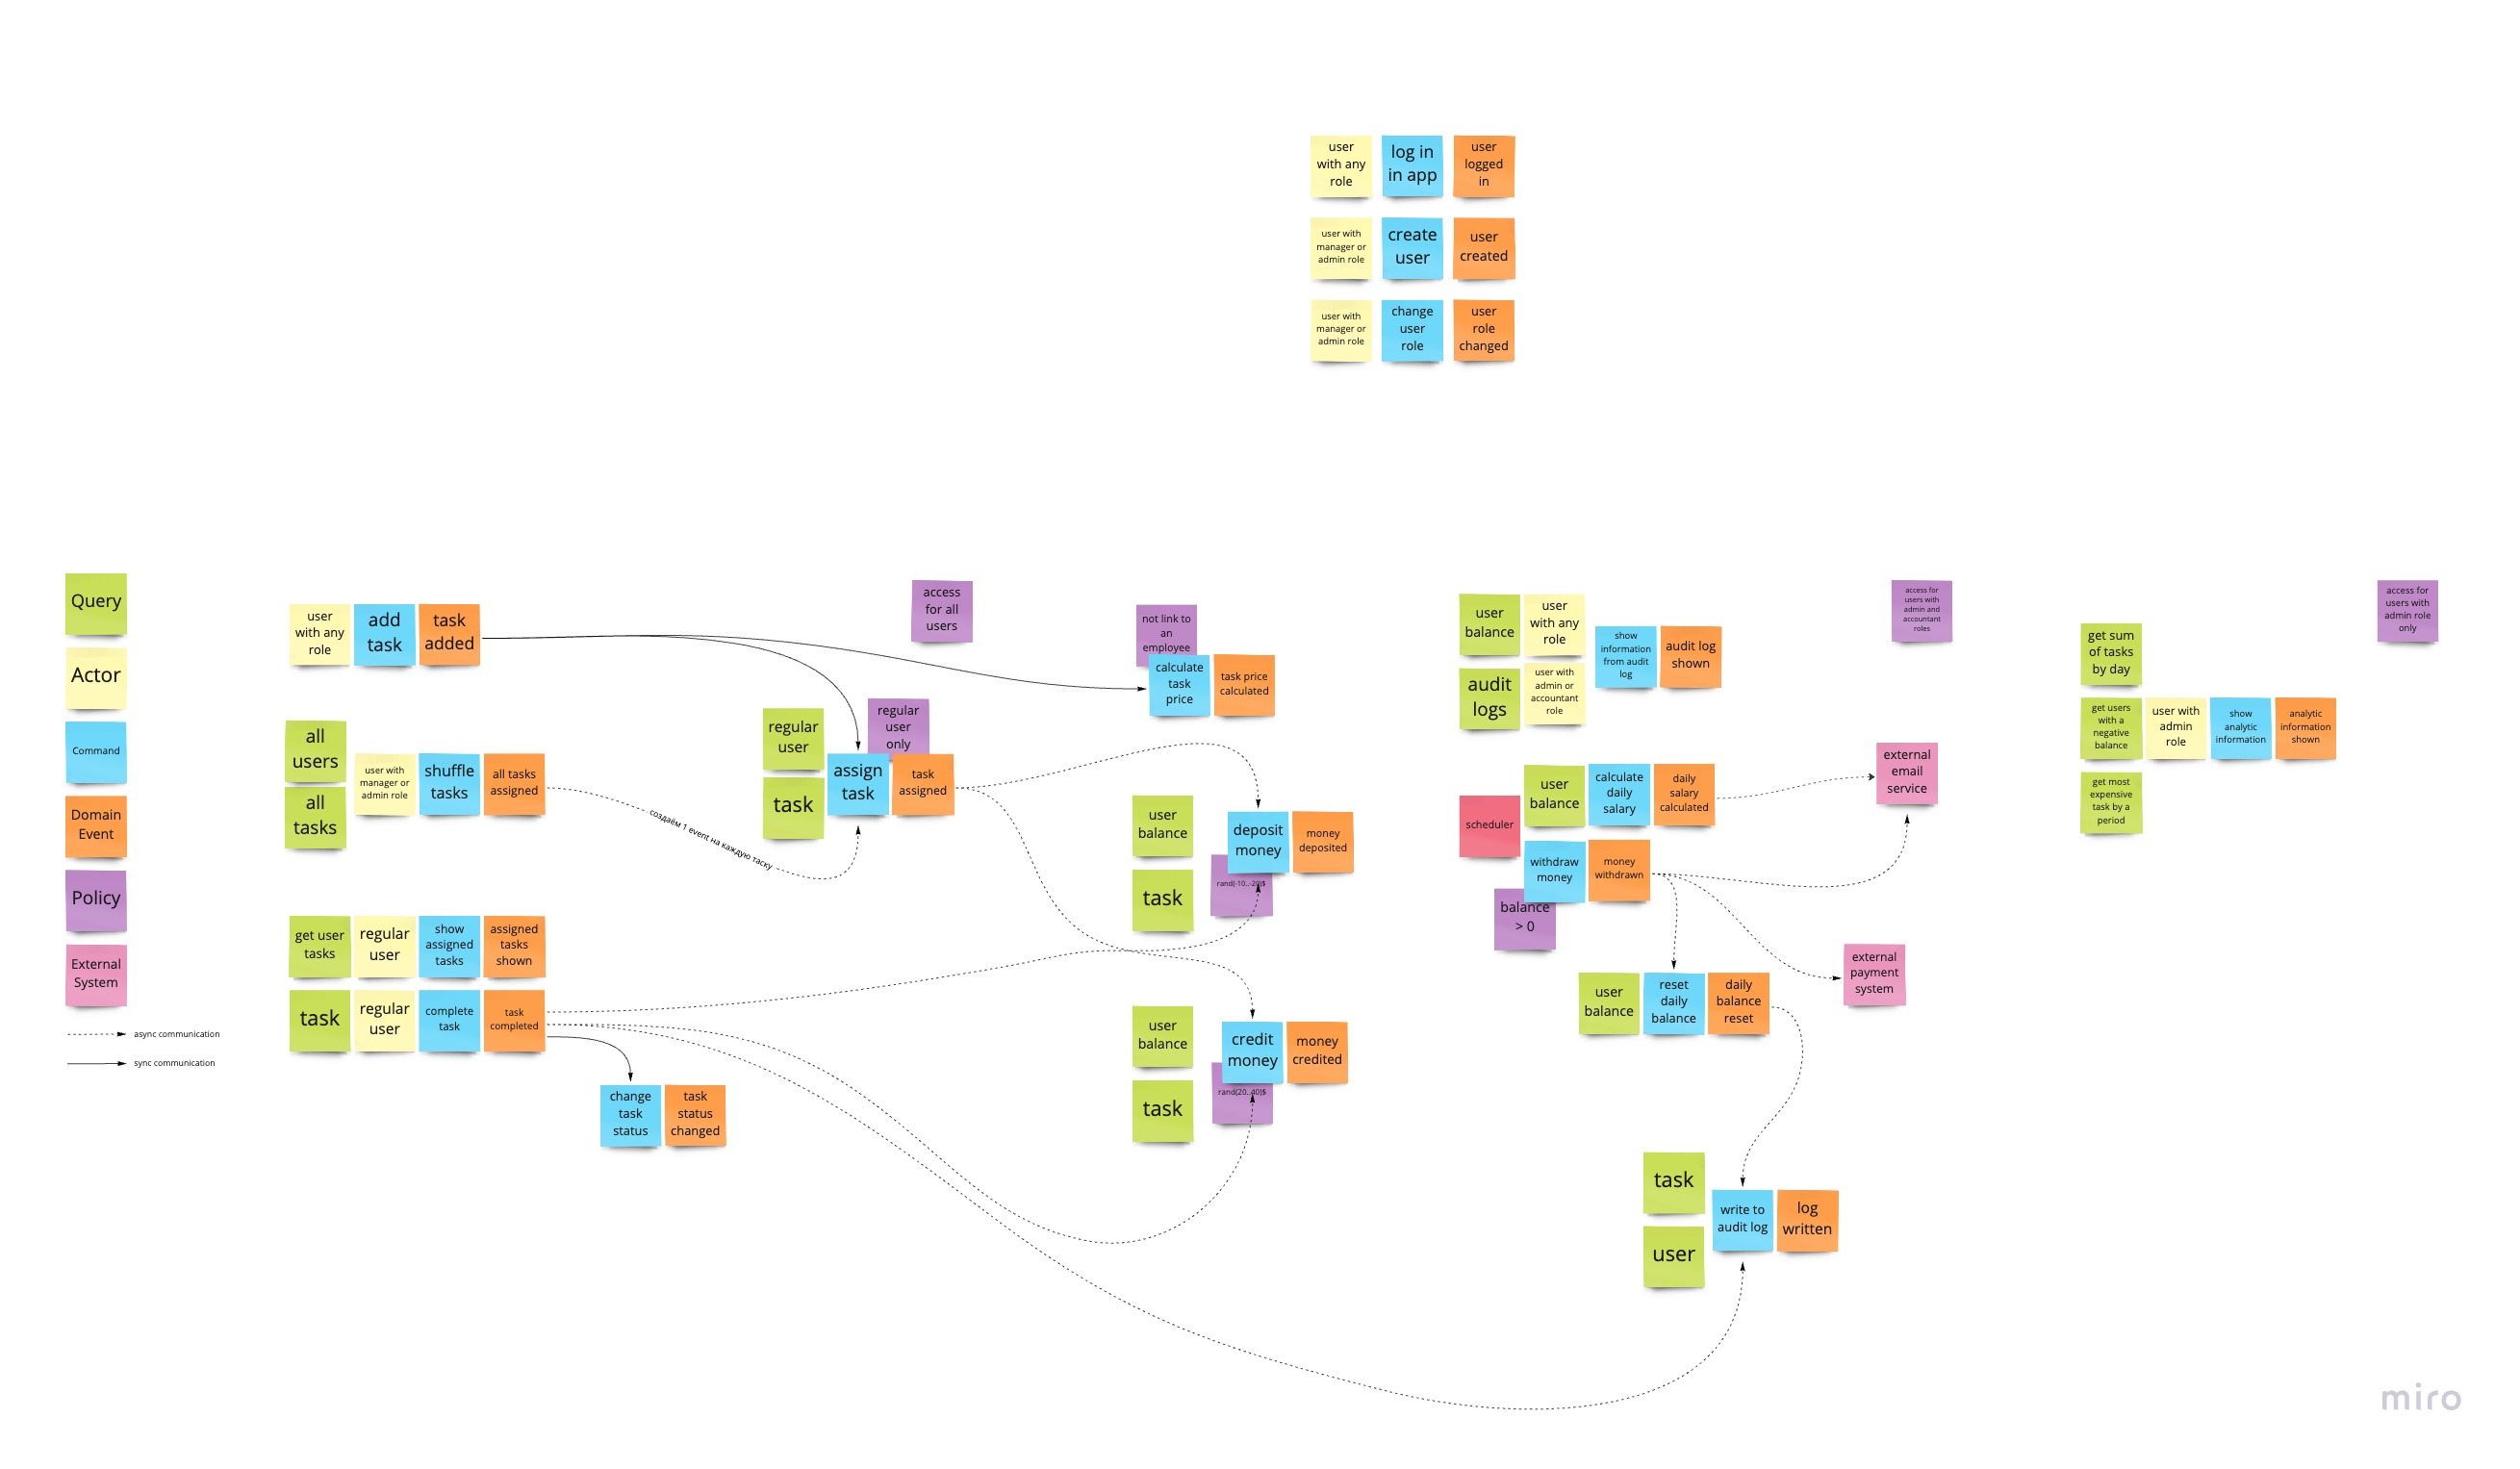 user
with any
role
log in
in app
user
logged
in
user with
manager or
admin role
create
user
user
created
user with
manager or
admin role
change
user
role
user
role
changed
Query
Actor
Command
Domain
Event
Policy
External
System
async communication
sync communication
user
with any
role
add
task
task
added
all
users
all
tasks
user with
manager or
admin role
shuffle
tasks
all tasks
assigned
создаём 1 event на каждую таску
get user
tasks
regular
user
show
assigned
tasks
assigned
tasks
shown
task
regular
user
complete
task
task
completed
change
task
status
task
status
changed
access
for all
users
regular
user
task
regular
user
only
assign
task
task
assigned
not link to
an
employee
calculate
task
price
task price
calculated
user
balance
task
deposit
money
money
deposited
rand(-10..-20)$
user
balance
task
credit
money
money
credited
rand(20..40)$
user
balance
user
with any
role
audit
logs
user with
admin or
accountant
role
show
information
from audit
log
audit log
shown
access for
users with
admin and
accountant
roles
scheduler
user
balance
calculate
daily
salary
daily
salary
calculated
withdraw
money
money
withdrawn
balance
> 0
external
email
service
external
payment
system
user
balance
reset
daily
balance
daily
balance
reset
task
user
write to
audit log
log
written
access for
users with
admin role
only
get sum
of tasks
by day
get users
with a
negative
balance
user with
admin
role
show
analytic
information
analytic
information
shown
get most
expensive
task by a
period
miro